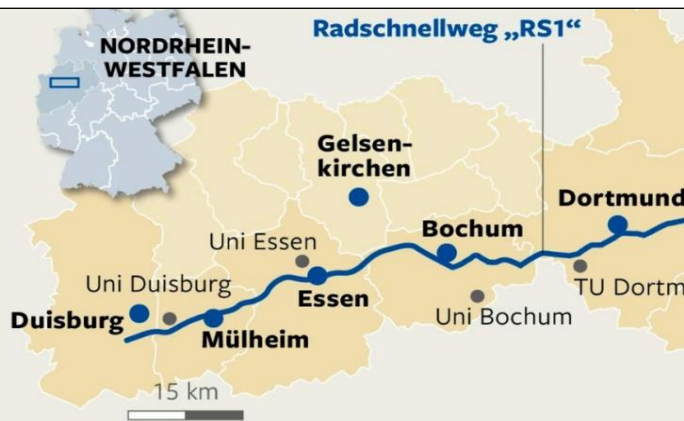 NORDRHEIN-
WESTFALEN
Radschnellweg „RS1“
Gelsen-
kirchen
Dortmund
Bochum
Uni Essen
Uni Duisburg
Essen
TU Dortm
Duisburg
Mülheim
Uni Bochum
15 km